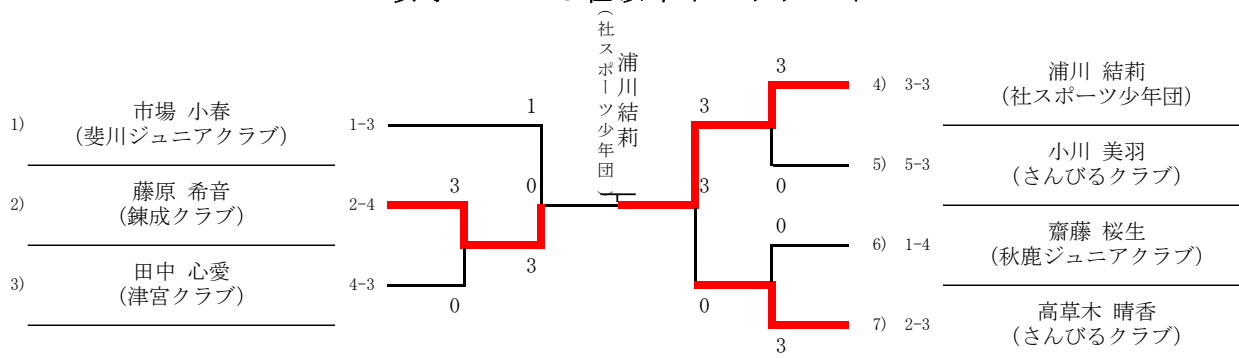 1)
市場 小春
(斐川ジュニアクラブ)
1-3
2)
藤原 希音
(錬成クラブ)
2-4
3)
田中 心愛
(津宮クラブ)
4-3
1
3
0
3
0
浦川結莉
(社スポーツ少年団)
3
3
0
3
0
0
3
4)
3-3
浦川 結莉
(社スポーツ少年団)
5)
5-3
小川 美羽
(さんびるクラブ)
6)
1-4
齋藤 桜生
(秋鹿ジュニアクラブ)
7)
2-3
高草木 晴香
(さんびるクラブ)